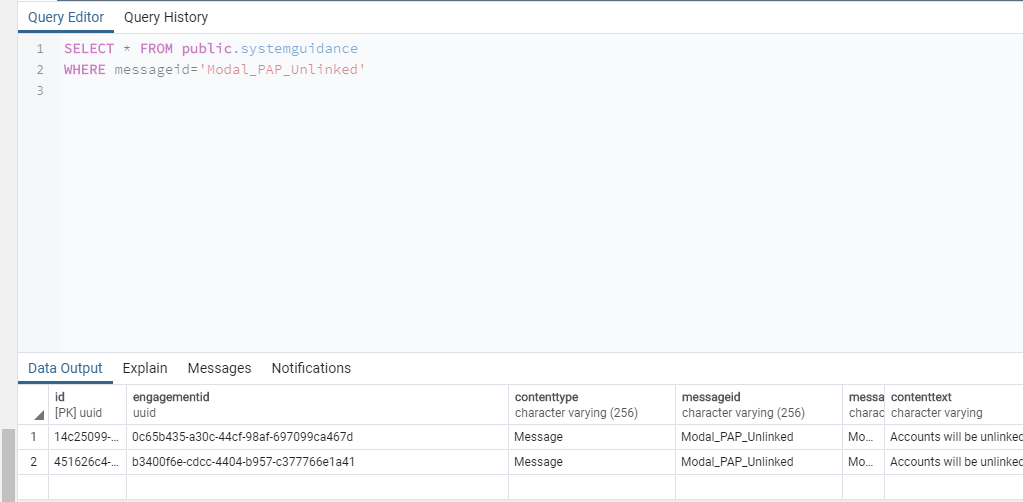 Query Editor Query History
1 SELECT * FROM public.systemguidance
2 WHERE messageid='Modal_PAP_Unlinked'
3
Data Output Explain Messages Notifications
id engagementid contenttype messageid messa contenttext
[PK] uuid uuid character varying (256) character varying (256) charac character varying
1 14c25099-... 0c65b435-a30c-44cf-98af-697099ca467d Message Modal_PAP_Unlinked Mo... Accounts will be unlinked
2 451626c4-... b3400f6e-cdcc-4404-b957-c377766e1a41 Message Modal_PAP_Unlinked Mo... Accounts will be unlinked